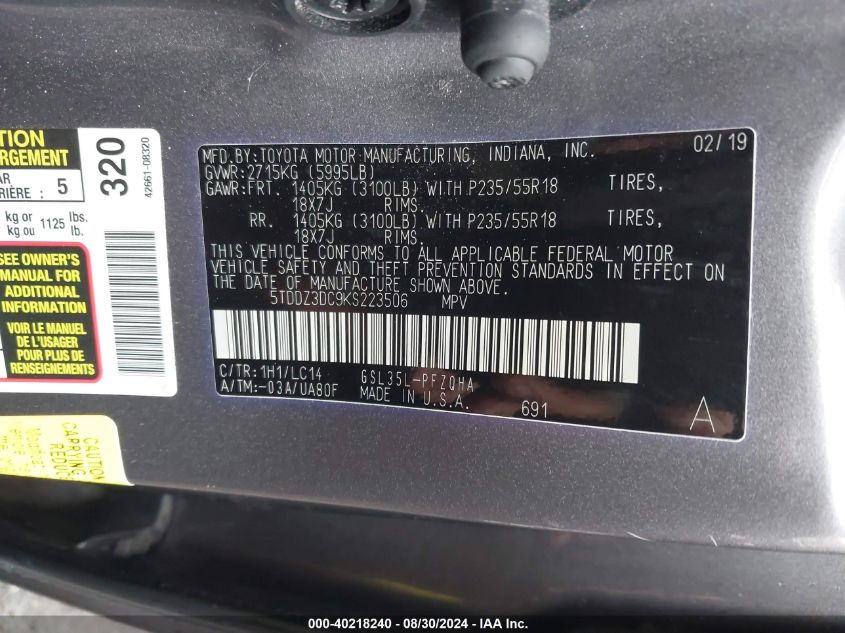 TION
RGEMENT
AR
RIÈRE : 5
kg or 1125 lbs.
kg ou lb.
SEE OWNER'S
MANUAL FOR
ADDITIONAL
INFORMATION
VOIR LE MANUEL
DE L'USAGER
POUR PLUS DE
RENSEIGNEMENTS
320
42661-08320
MFD.BY:TOYOTA MOTOR MANUFACTURING, INDIANA, INC. 02/19
GVWR:2715KG (5995LB)
GAWR:FRT. 1405KG (3100LB) WITH P235/55R18 TIRES,
18X7J RIMS,
RR. 1405KG (3100LB) WITH P235/55R18 TIRES,
18X7J RIMS.
THIS VEHICLE CONFORMS TO ALL APPLICABLE FEDERAL MOTOR
VEHICLE SAFETY AND THEFT PREVENTION STANDARDS IN EFFECT ON
THE DATE OF MANUFACTURE SHOWN ABOVE.
5TDDZ3DC9KS223506 MPV
C/TR:1H1/LC14 GSL35L-PFZQHA
A/TM:-03A/UA80F MADE IN U.S.A. 691 A
CAUTION
CARRYING
REDUC
000-40218240 - 08/30/2024 - IAA Inc.